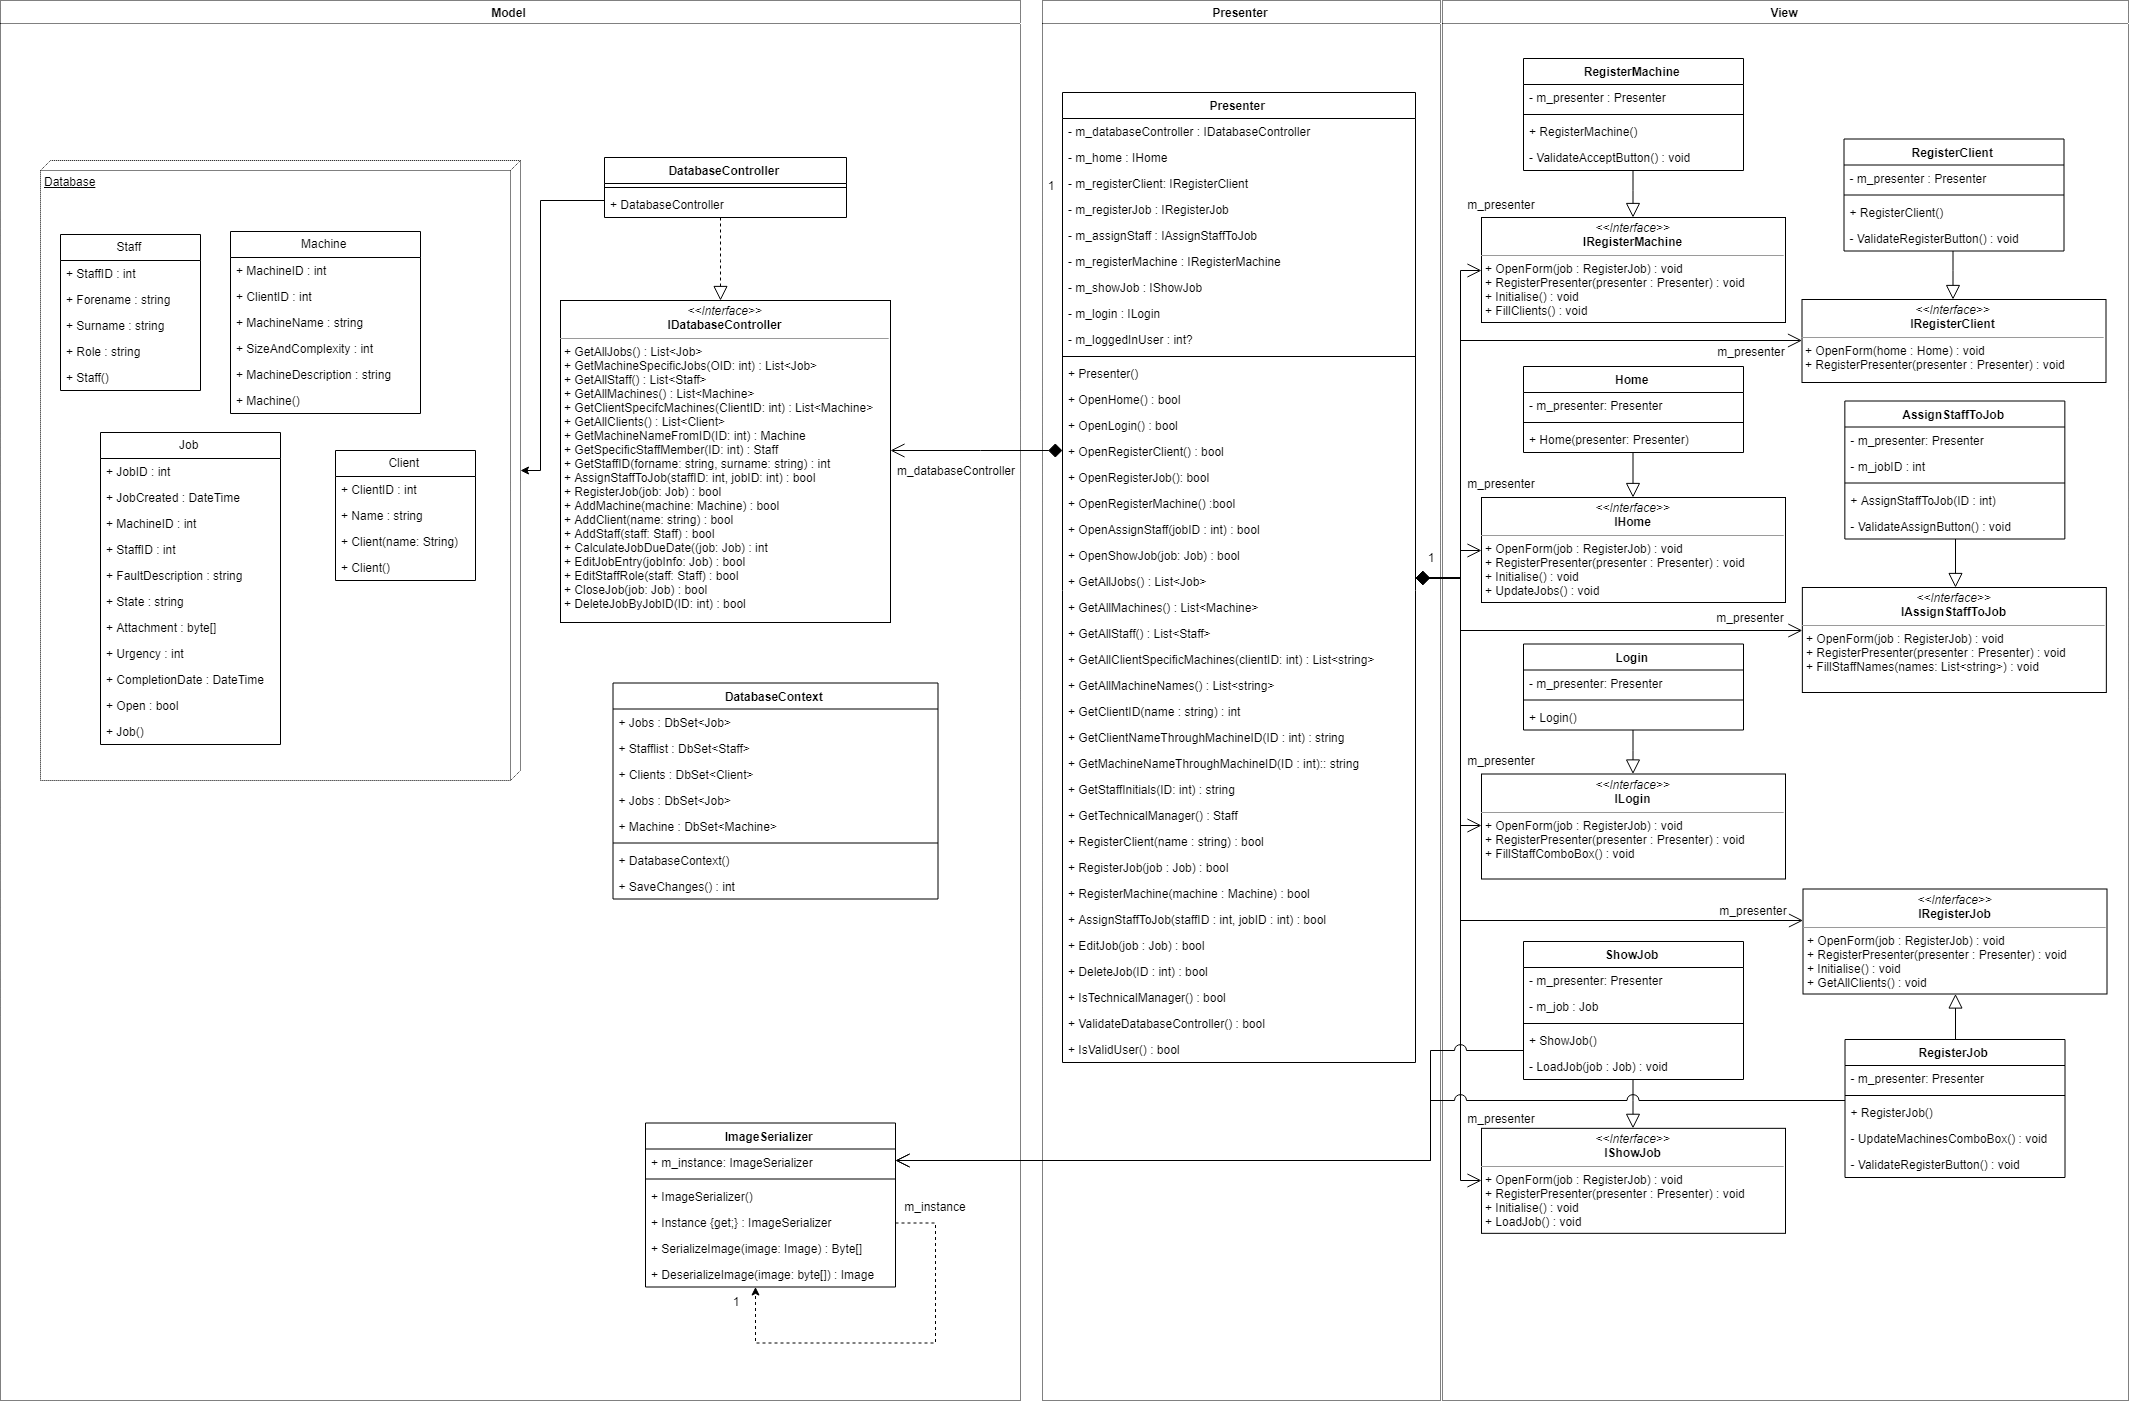 Model
Database
Staff
+ StaffID : int
+ Forename : string
+ Surname : string
+ Role : string
+ Staff()
Machine
+ MachineID : int
+ ClientID : int
+ MachineName : string
+ SizeAndComplexity : int
+ MachineDescription : string
+ Machine()
Job
+ JobID : int
+ JobCreated : DateTime
+ MachineID : int
+ StaffID : int
+ FaultDescription : string
+ State : string
+ Attachment : byte[]
+ Urgency : int
+ CompletionDate : DateTime
+ Open : bool
+ Job()
Client
+ ClientID : int
+ Name : string
+ Client(name: String)
+ Client()
DatabaseController
+ DatabaseController
<<Interface>>
IDatabaseController
+ GetAllJobs() : List<Job>
+ GetMachineSpecificJobs(OID: int) : List<Job>
+ GetAllStaff() : List<Staff>
+ GetAllMachines() : List<Machine>
+ GetClientSpecifcMachines(ClientID: int) : List<Machine>
+ GetAllClients() : List<Client>
+ GetMachineNameFromID(ID: int) : Machine
+ GetSpecificStaffMember(ID: int) : Staff
+ GetStaffID(forname: string, surname: string) : int
+ AssignStaffToJob(staffID: int, jobID: int) : bool
+ RegisterJob(job: Job) : bool
+ AddMachine(machine: Machine) : bool
+ AddClient(name: string) : bool
+ AddStaff(staff: Staff) : bool
+ CalculateJobDueDate((job: Job) : int
+ EditJobEntry(jobInfo: Job) : bool
+ EditStaffRole(staff: Staff) : bool
+ CloseJob(job: Job) : bool
+ DeleteJobByJobID(ID: int) : bool
m_databaseController
DatabaseContext
+ Jobs : DbSet<Job>
+ Stafflist : DbSet<Staff>
+ Clients : DbSet<Client>
+ Jobs : DbSet<Job>
+ Machine : DbSet<Machine>
+ DatabaseContext()
+ SaveChanges() : int
ImageSerializer
+ m_instance: ImageSerializer
+ ImageSerializer()
+ Instance {get;} : ImageSerializer
+ SerializeImage(image: Image) : Byte[]
+ DeserializeImage(image: byte[]) : Image
m_instance
1
Presenter
1
Presenter
- m_databaseController : IDatabaseController
- m_home : IHome
- m_registerClient: IRegisterClient
- m_registerJob : IRegisterJob
- m_assignStaff : IAssignStaffToJob
- m_registerMachine : IRegisterMachine
- m_showJob : IShowJob
- m_login : ILogin
- m_loggedInUser : int?
+ Presenter()
+ OpenHome() : bool
+ OpenLogin() : bool
+ OpenRegisterClient() : bool
+ OpenRegisterJob(): bool
+ OpenRegisterMachine() :bool
+ OpenAssignStaff(jobID : int) : bool
+ OpenShowJob(job: Job) : bool
+ GetAllJobs() : List<Job>
+ GetAllMachines() : List<Machine>
+ GetAllStaff() : List<Staff>
+ GetAllClientSpecificMachines(clientID: int) : List<string>
+ GetAllMachineNames() : List<string>
+ GetClientID(name : string) : int
+ GetClientNameThroughMachineID(ID : int) : string
+ GetMachineNameThroughMachineID(ID : int):: string
+ GetStaffInitials(ID: int) : string
+ GetTechnicalManager() : Staff
+ RegisterClient(name : string) : bool
+ RegisterJob(job : Job) : bool
+ RegisterMachine(machine : Machine) : bool
+ AssignStaffToJob(staffID : int, jobID : int) : bool
+ EditJob(job : Job) : bool
+ DeleteJob(ID : int) : bool
+ IsTechnicalManager() : bool
+ ValidateDatabaseController() : bool
+ IsValidUser() : bool
1
View
RegisterMachine
- m_presenter : Presenter
+ RegisterMachine()
- ValidateAcceptButton() : void
m_presenter
<<Interface>>
IRegisterMachine
+ OpenForm(job : RegisterJob) : void
+ RegisterPresenter(presenter : Presenter) : void
+ Initialise() : void
+ FillClients() : void
RegisterClient
- m_presenter : Presenter
+ RegisterClient()
- ValidateRegisterButton() : void
<<Interface>>
IRegisterClient
+ OpenForm(home : Home) : void
+ RegisterPresenter(presenter : Presenter) : void
m_presenter
Home
- m_presenter: Presenter
+ Home(presenter: Presenter)
m_presenter
<<Interface>>
IHome
+ OpenForm(job : RegisterJob) : void
+ RegisterPresenter(presenter : Presenter) : void
+ Initialise() : void
+ UpdateJobs() : void
AssignStaffToJob
- m_presenter: Presenter
- m_jobID : int
+ AssignStaffToJob(ID : int)
- ValidateAssignButton() : void
m_presenter
<<Interface>>
IAssignStaffToJob
+ OpenForm(job : RegisterJob) : void
+ RegisterPresenter(presenter : Presenter) : void
+ FillStaffNames(names: List<string>) : void
Login
- m_presenter: Presenter
+ Login()
m_presenter
<<Interface>>
ILogin
+ OpenForm(job : RegisterJob) : void
+ RegisterPresenter(presenter : Presenter) : void
+ FillStaffComboBox() : void
m_presenter
<<Interface>>
IRegisterJob
+ OpenForm(job : RegisterJob) : void
+ RegisterPresenter(presenter : Presenter) : void
+ Initialise() : void
+ GetAllClients() : void
ShowJob
- m_presenter: Presenter
- m_job : Job
+ ShowJob()
- LoadJob(job : Job) : void
RegisterJob
- m_presenter: Presenter
+ RegisterJob()
- UpdateMachinesComboBox() : void
- ValidateRegisterButton() : void
m_presenter
<<Interface>>
IShowJob
+ OpenForm(job : RegisterJob) : void
+ RegisterPresenter(presenter : Presenter) : void
+ Initialise() : void
+ LoadJob() : void